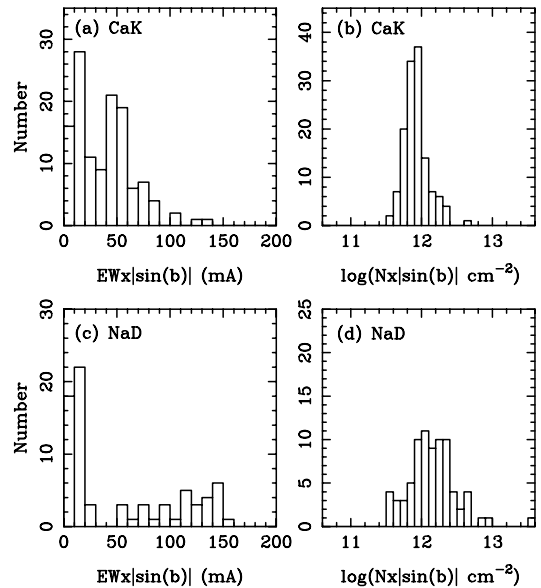 (a) CaK
Number
0 10 20 30
0 50 100 150 200
EWx|sin(b)| (mA)
(b) CaK
0 10 20 30 40
11 12 13
log(Nx|sin(b)| cm−2)
(c) NaD
Number
0 10 20 30
0 50 100 150 200
EWx|sin(b)| (mA)
(d) NaD
0 5 10 15 20 25
11 12 13
log(Nx|sin(b)| cm−2)